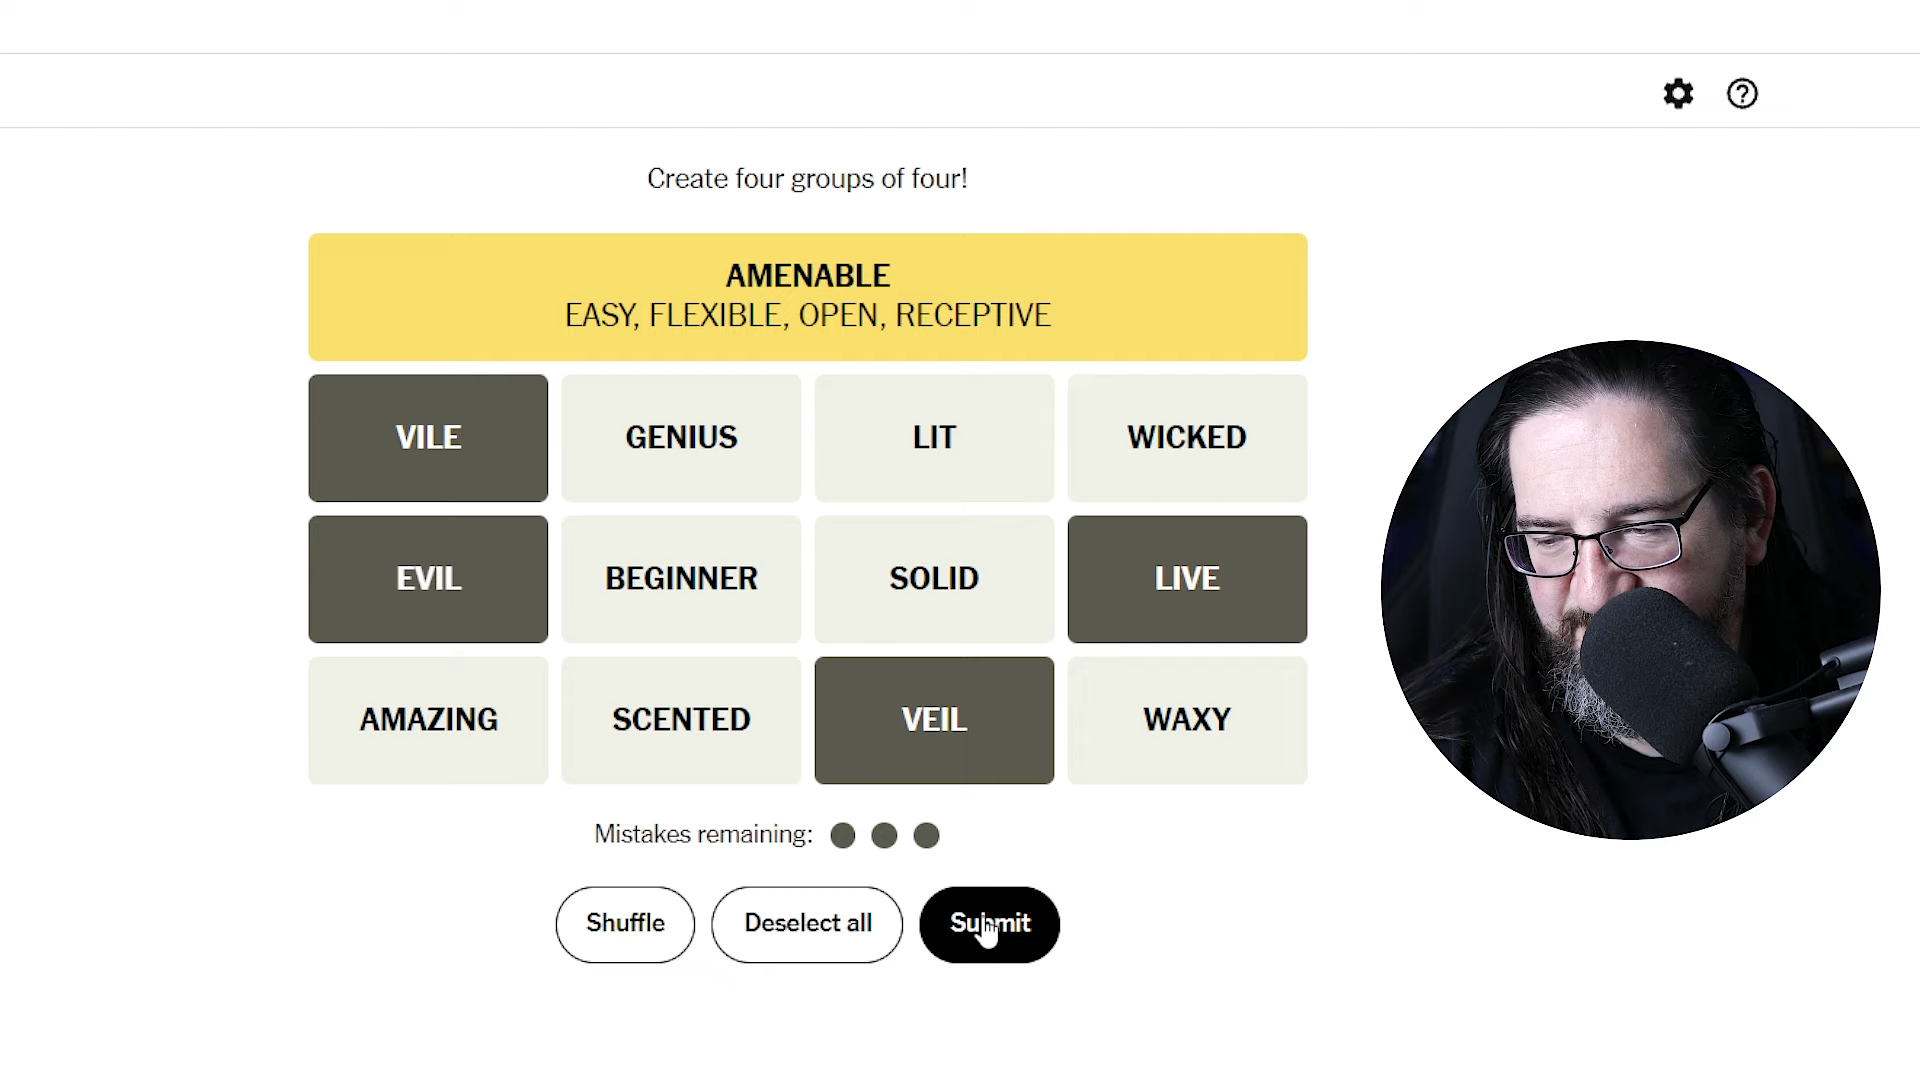 Create four groups of four!
AMENABLE
EASY, FLEXIBLE, OPEN, RECEPTIVE
VILE GENIUS LIT WICKED
EVIL BEGINNER SOLID LIVE
AMAZING SCENTED VEIL WAXY
Mistakes remaining:
Shuffle Deselect all Submit